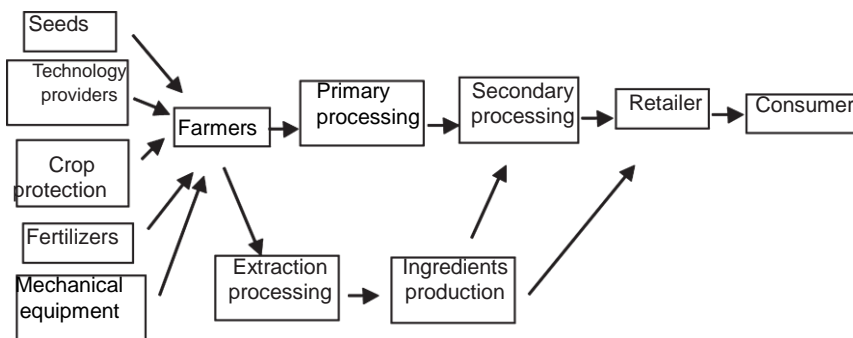 Seeds
Technology
providers
Crop
protection
Fertilizers
Mechanical
equipment
Farmers
Primary
processing
Secondary
processing
Retailer
Consumer
Extraction
processing
Ingredients
production